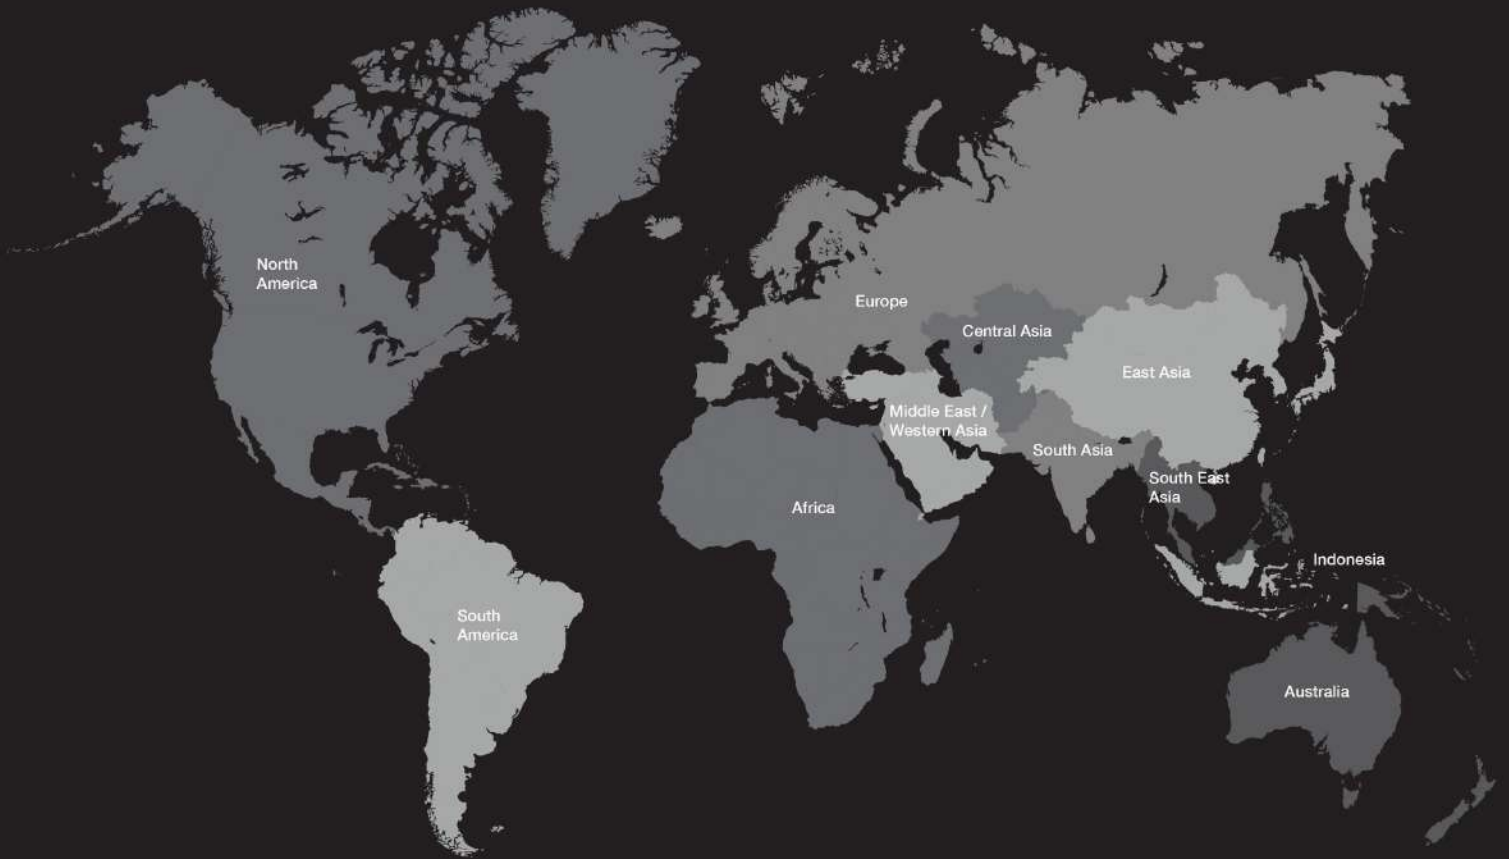 North
America
Europe
Central Asia
East Asia
Middle East /
Western Asia
South Asia
South East
Asia
Africa
Indonesia
South
America
Australia